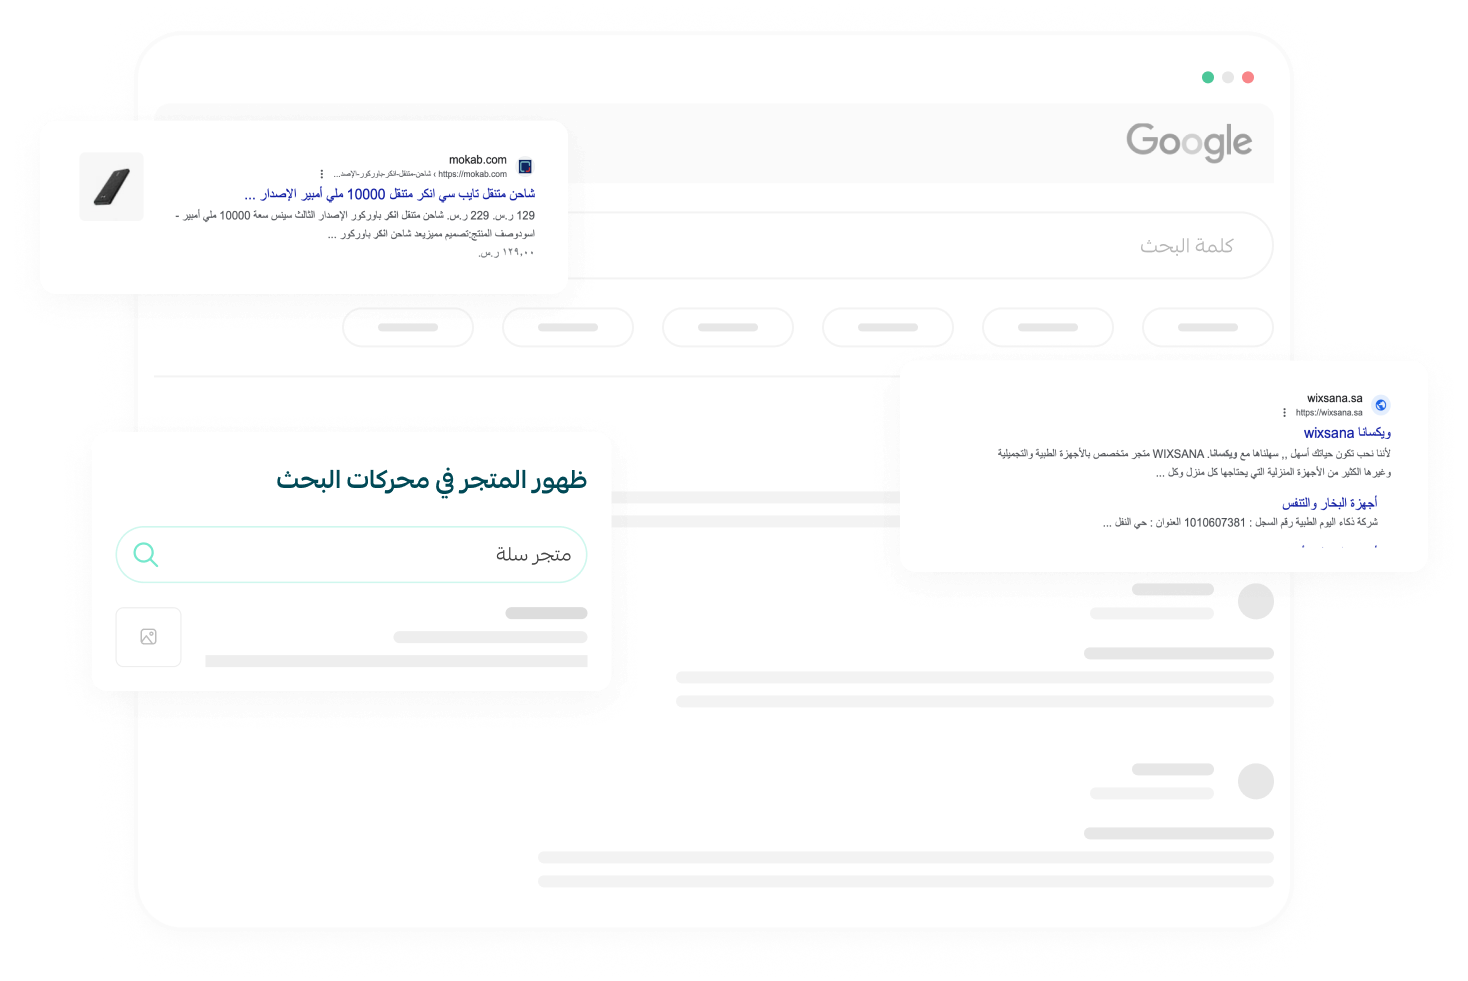 Google
mokab.com
https://mokab.com › شاحن-متنقل-انكر-باوركور-الإصد...
شاحن متنقل تايب سي انكر متنقل 10000 ملي أمبير الإصدار ...
129 ر.س. 229 ر.س. شاحن متنقل انكر باوركور الإصدار الثالث سينس سعة 10000 ملي أمبير -
اسودوصف المنتج:تصميم مميزيعد شاحن انكر باوركور ...
١٢٩,٠٠ ر.س.
كلمة البحث
wixsana.sa
https://wixsana.sa
ويكسانا wixsana
لأننا نحب تكون حياتك أسهل ,, سهلناها مع ويكسانا. WIXSANA متجر متخصص بالأجهزة الطبية والتجميلية
وغيرها الكثير من الأجهزة المنزلية التي يحتاجها كل منزل وكل ...
أجهزة البخار والتنفس
شركة ذكاء اليوم الطبية رقم السجل : 1010607381 العنوان : حي النقل ...
ظهور المتجر في محركات البحث
متجر سلة